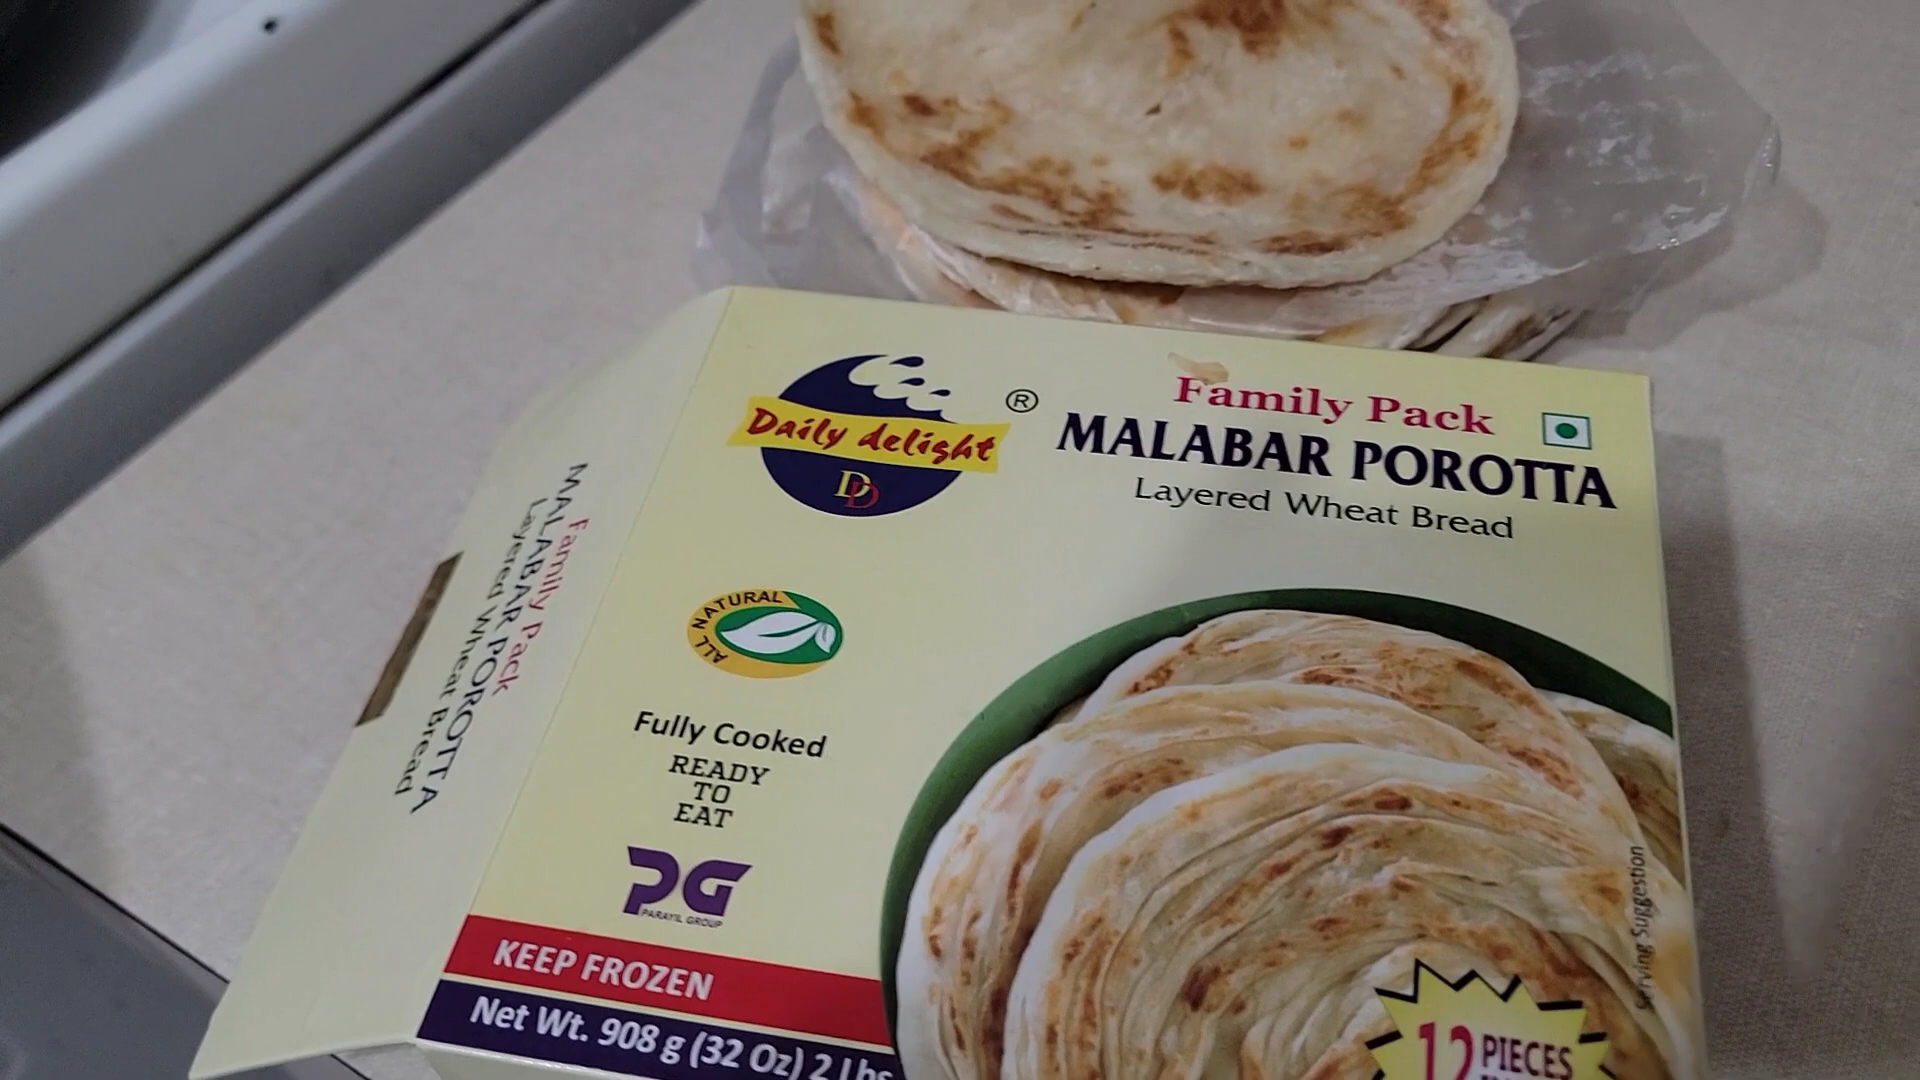 Family Pack
MALABAR POROTTA
Layered Wheat Bread
Daily delight
®
DD
Family Pack
MALABAR POROTTA
Layered Wheat Bread
ALL NATURAL
Fully Cooked
READY
TO
EAT
PG
PARAYIL GROUP
KEEP FROZEN
Net Wt. 908 g (32 Oz) 2 Lbs
Serving Suggestion
12 PIECES